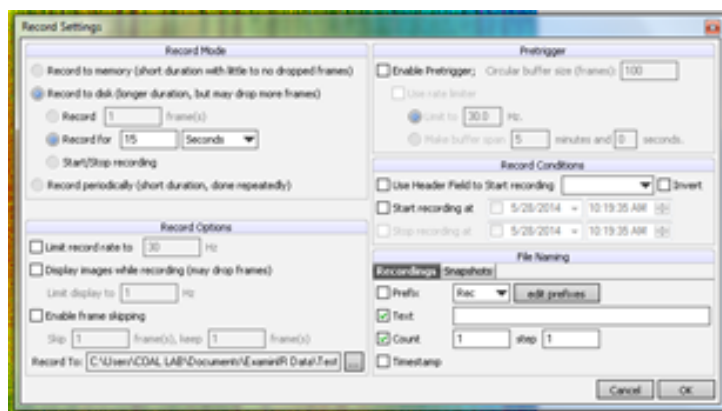 Record Settings
Record Mode
Record to memory (short duration with little to no dropped frames)
Record to disk (longer duration, but may drop more frames)
Record 1 frame(s)
Record for 15 Seconds
Start/Stop recording
Record periodically (short duration, done repeatedly)
Record Options
Limit record rate to 30 Hz
Display images while recording (may drop frames)
Limit display to 1 Hz
Enable frame skipping
Skip 1 frame(s), keep 1 frame(s)
Record To: C:\Users\COAL LAB\Documents\ExaminIR Data\Test ...
Pretrigger
Enable Pretrigger; Circular buffer size (frames): 100
Use rate limiter
Limit to 30.0 Hz.
Make buffer span 5 minutes and 0 seconds.
Record Conditions
Use Header Field to Start recording Invert
Start recording at 5/28/2014 10:19:35 AM
Stop recording at 5/28/2014 10:19:35 AM
File Naming
Recordings Snapshots
Prefix Rec edit prefixes
Text
Count 1 step 1
Timestamp
Cancel OK